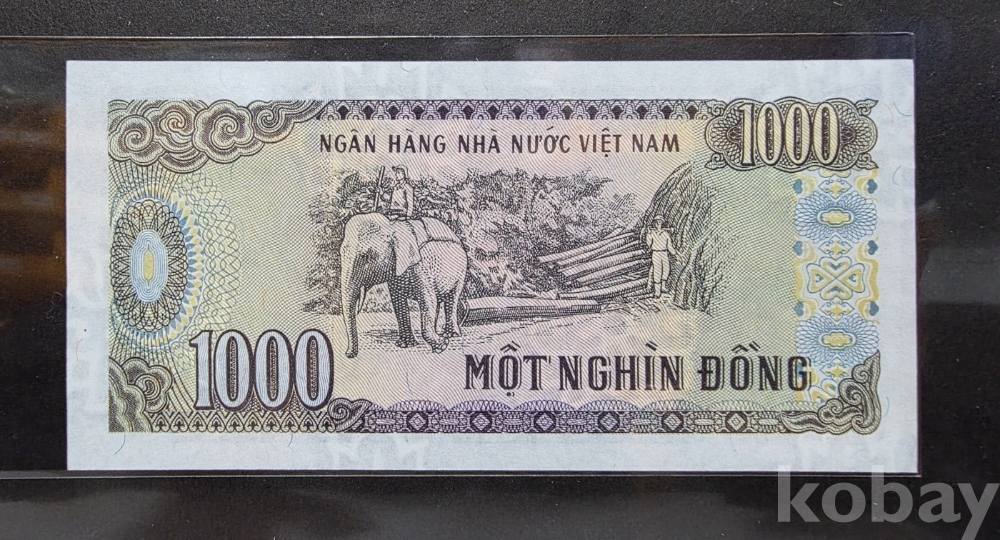 NGÂN HÀNG NHÀ NƯỚC VIỆT NAM
1000
1000
MỘT NGHÌN ĐỒNG
kobay